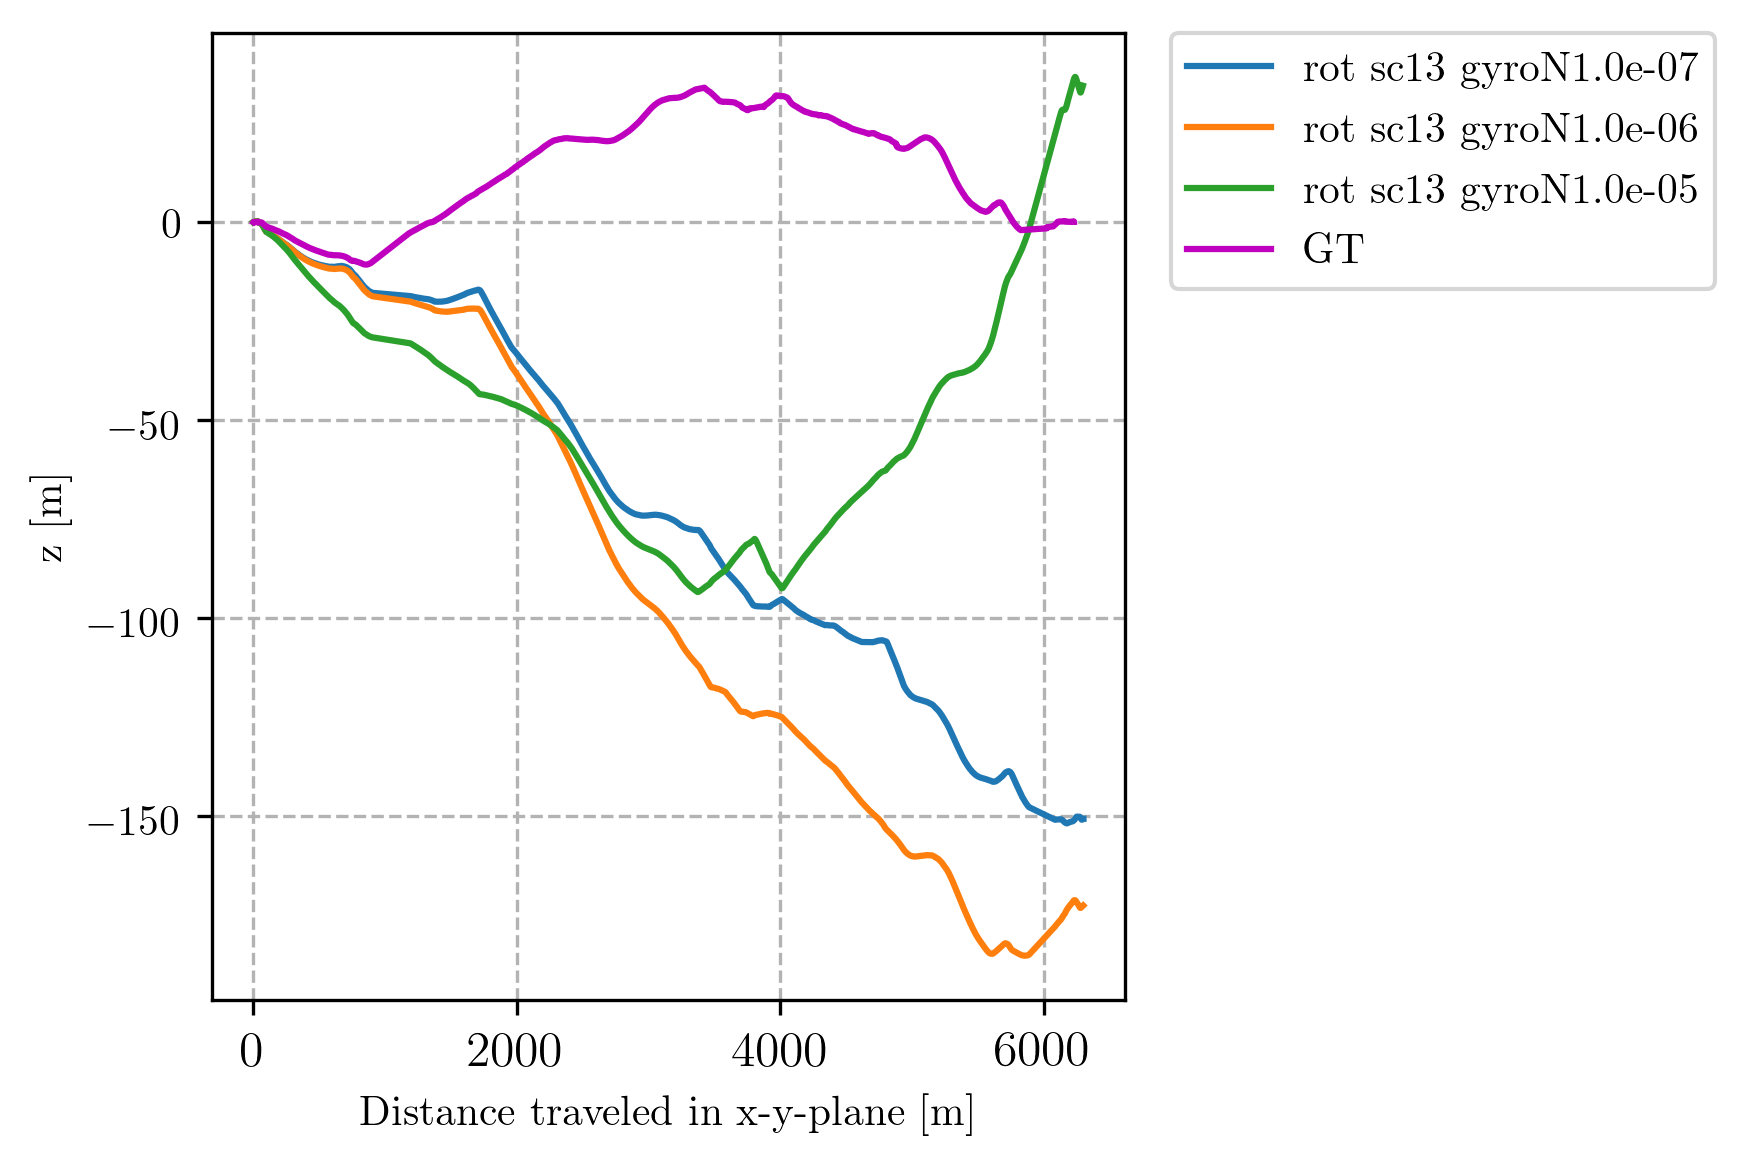 rot sc13 gyroN1.0e-07
rot sc13 gyroN1.0e-06
rot sc13 gyroN1.0e-05
GT
0
−50
−100
−150
z [m]
0 2000 4000 6000
Distance traveled in x-y-plane [m]